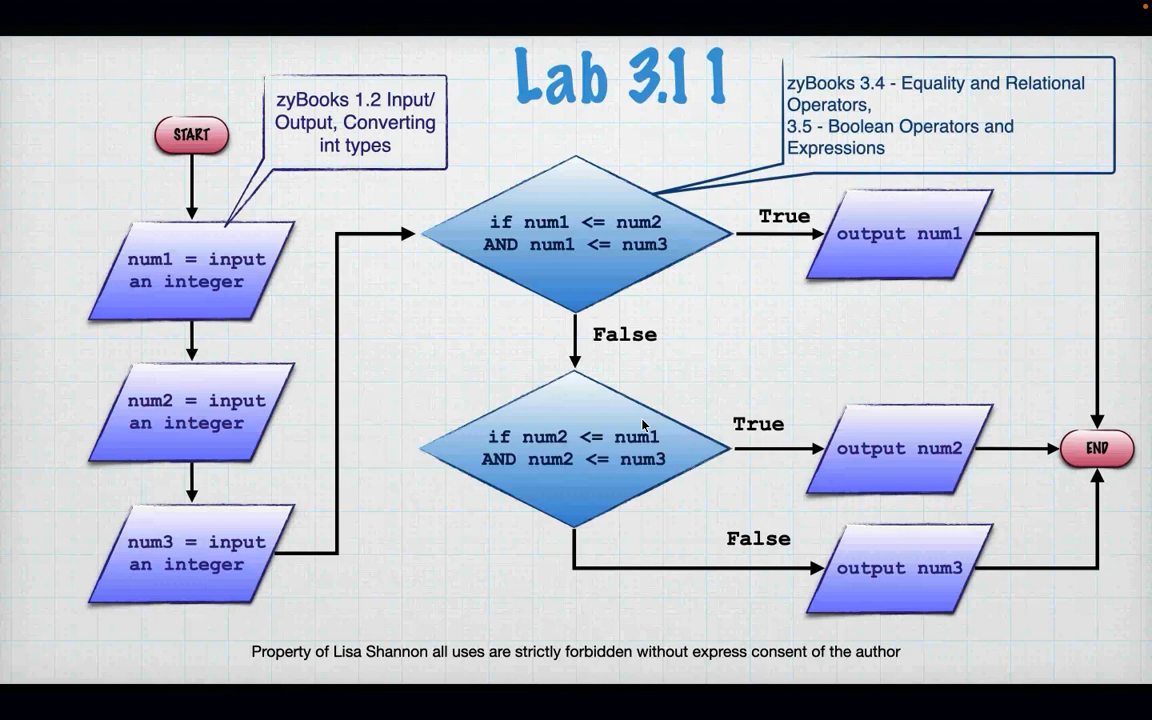 Lab 3.11
zyBooks 1.2 Input/
Output, Converting
int types
zyBooks 3.4 - Equality and Relational
Operators,
3.5 - Boolean Operators and
Expressions
START
num1 = input
an integer
num2 = input
an integer
num3 = input
an integer
if num1 <= num2
AND num1 <= num3
True
output num1
False
if num2 <= num1
AND num2 <= num3
True
output num2
False
output num3
END
Property of Lisa Shannon all uses are strictly forbidden without express consent of the author